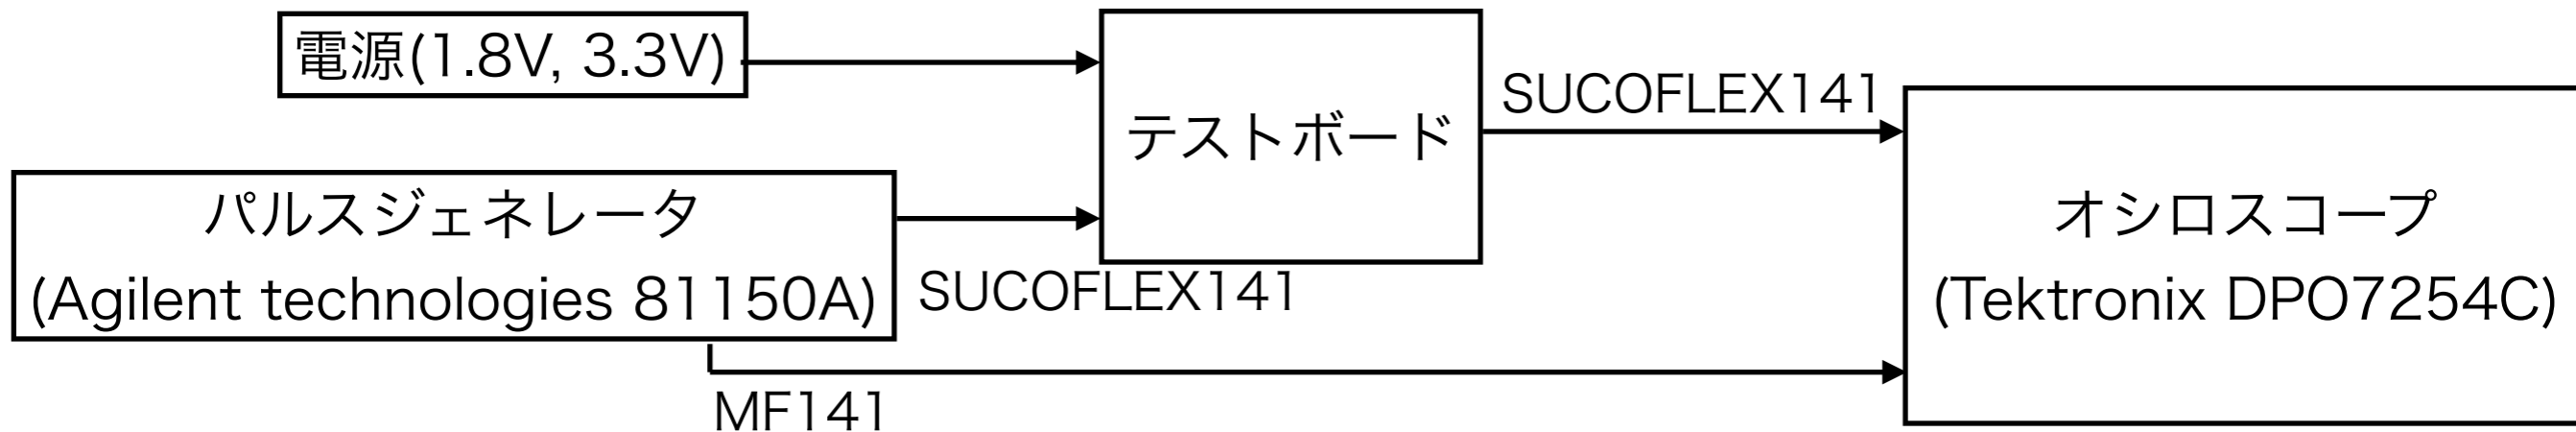 電源(1.8V, 3.3V)
テストボード
SUCOFLEX141
パルスジェネレータ
(Agilent technologies 81150A)
SUCOFLEX141
オシロスコープ
(Tektronix DPO7254C)
MF141